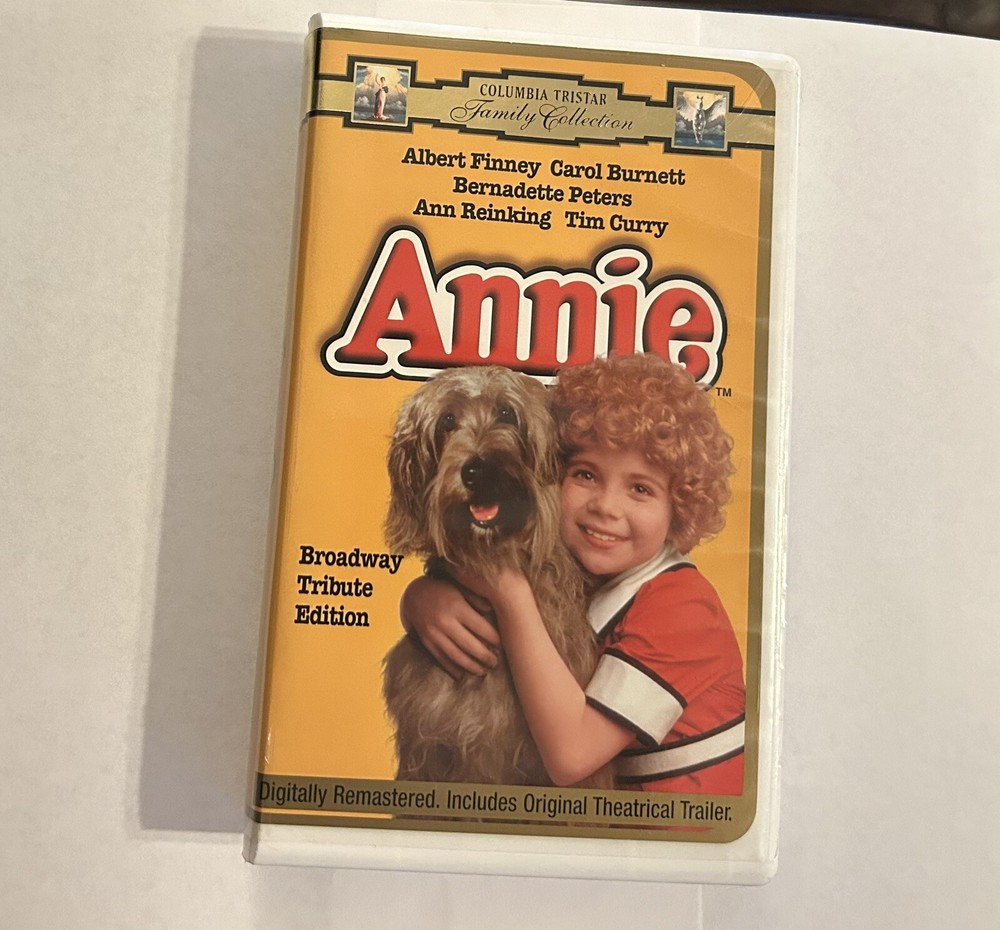 COLUMBIA TRISTAR
Family Collection
Albert Finney Carol Burnett
Bernadette Peters
Ann Reinking Tim Curry
Annie
TM
Broadway
Tribute
Edition
Digitally Remastered. Includes Original Theatrical Trailer.